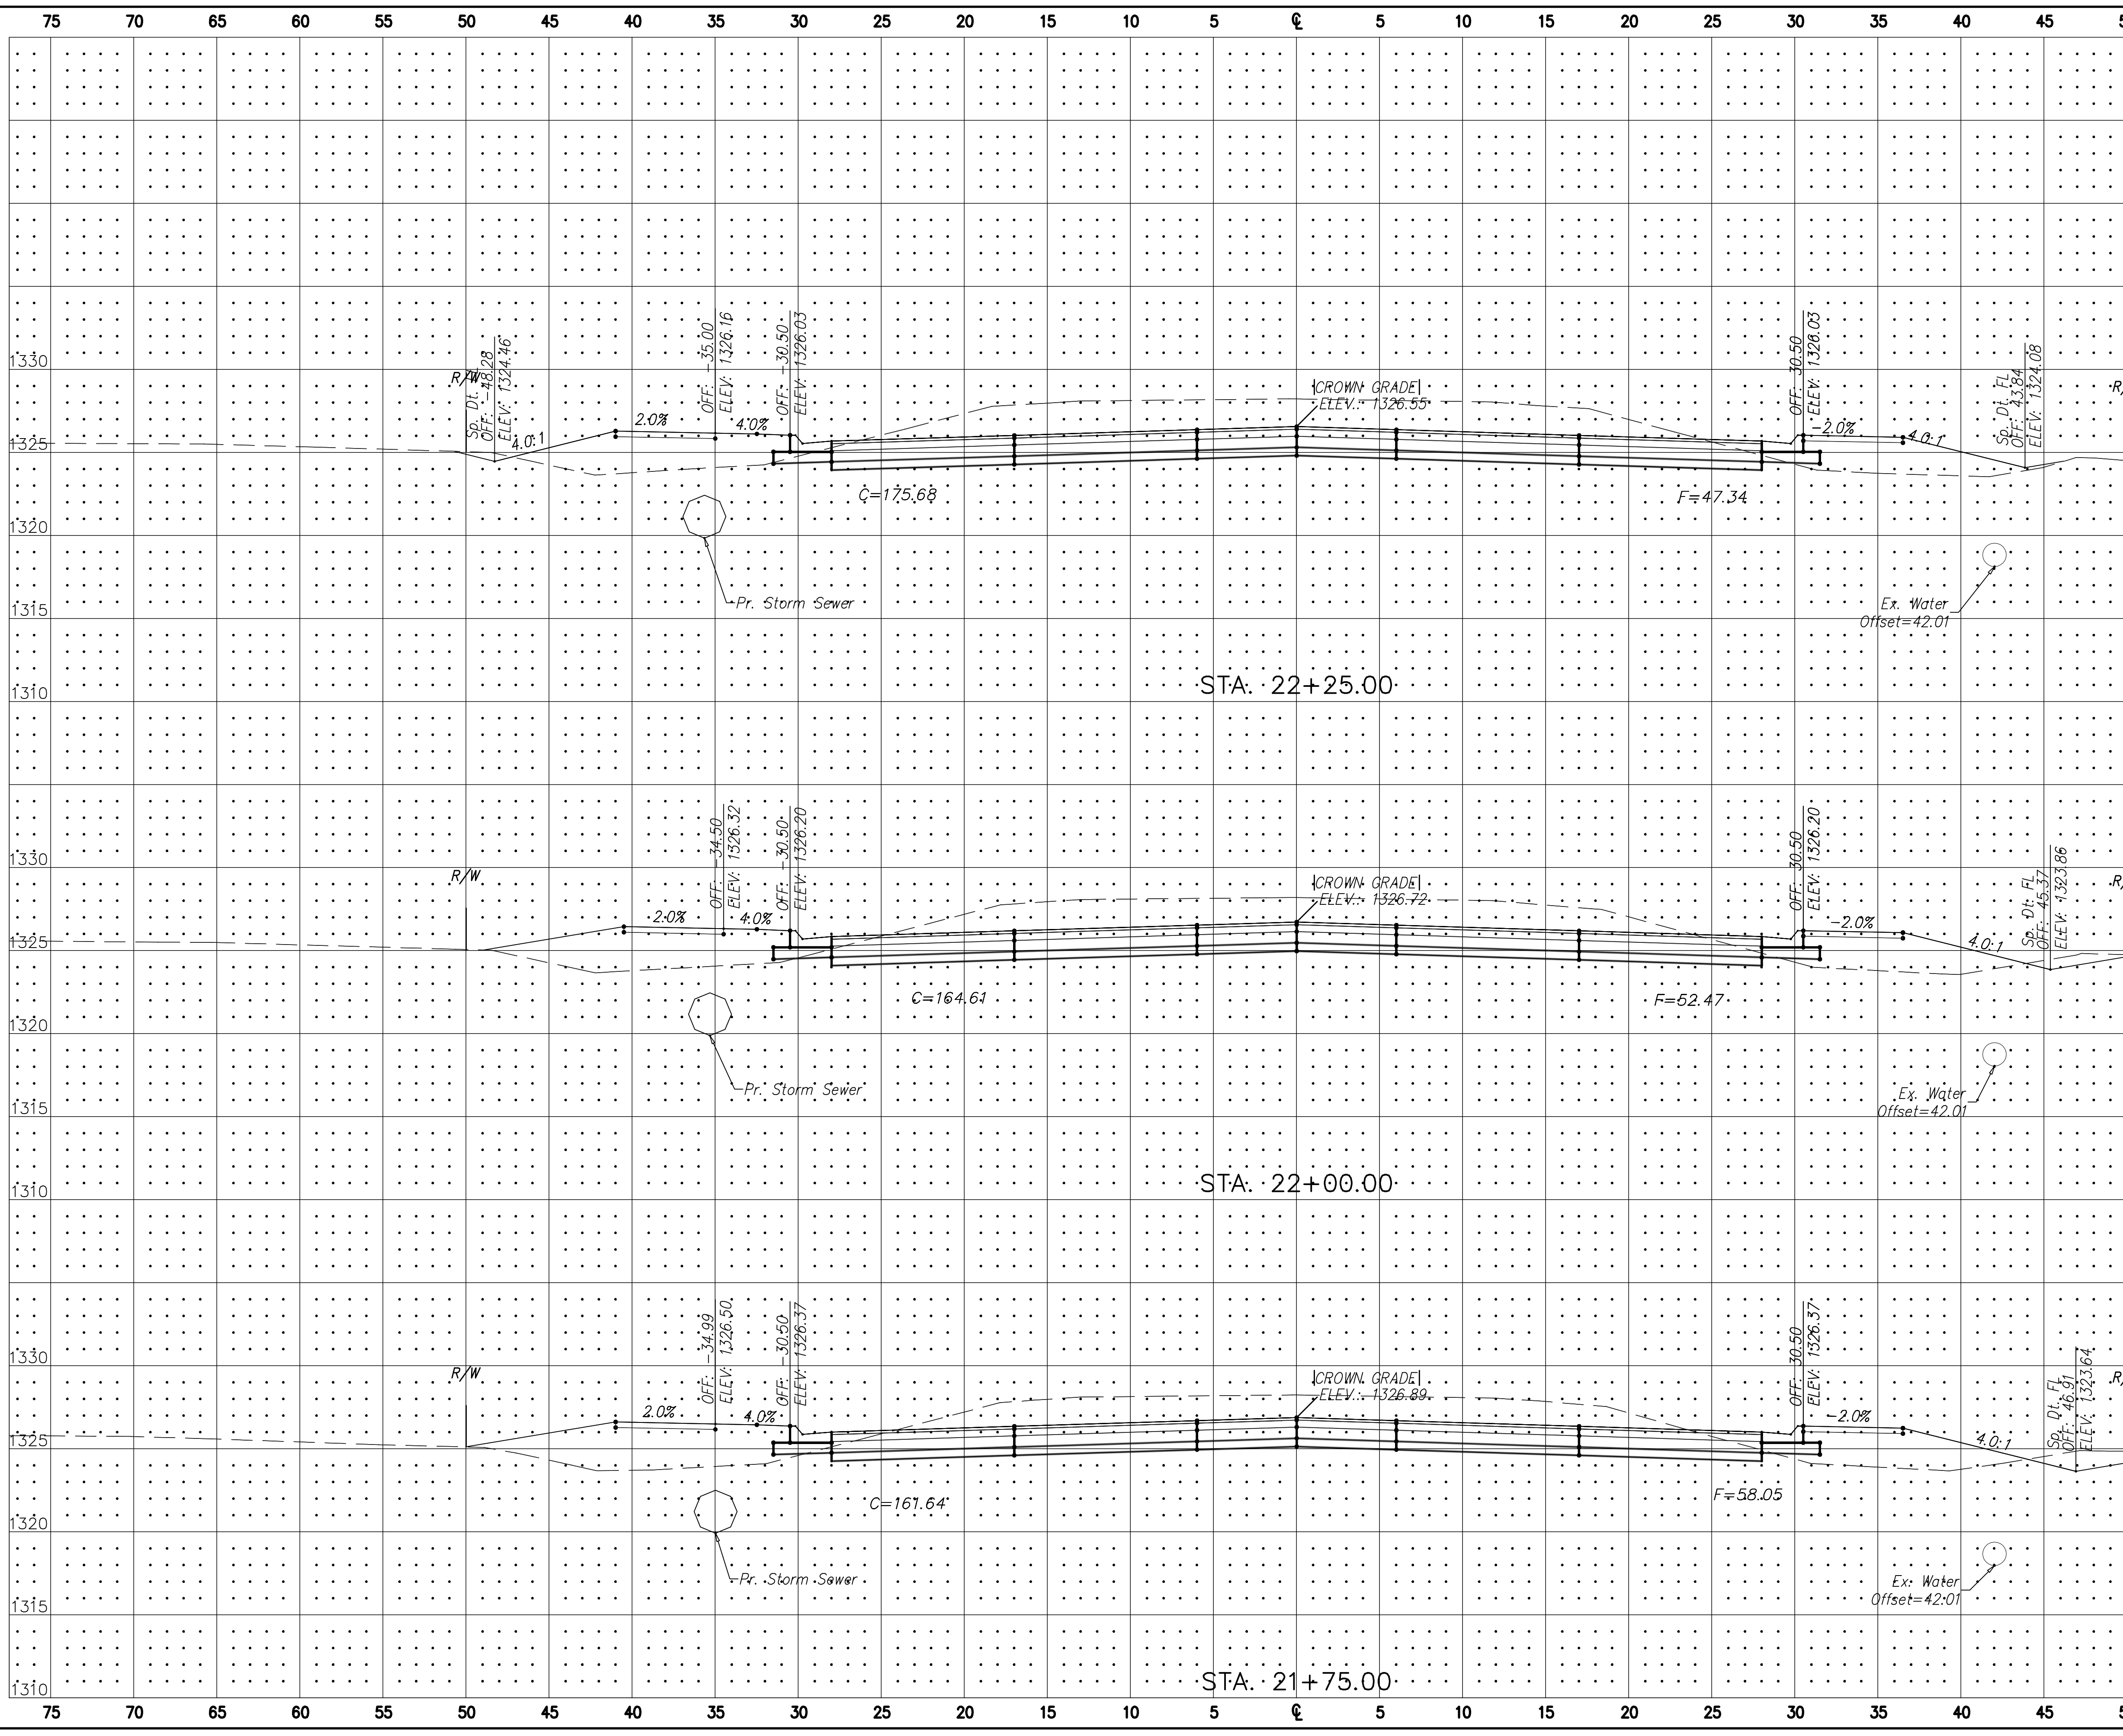 75 70 65 60 55 50 45 40 35 30 25 20 15 10 5 ℄ 5 10 15 20 25 30 35 40 45
1330
1325
1320
1315
1310
R/W
Sp. Dt.
OFF: -48.28
ELEV: 1324.46
4.0:1
2.0%
OFF: -35.00
ELEV: 1326.16
4.0%
OFF: -30.50
ELEV: 1326.03
CROWN GRADE
ELEV.: 1326.55
OFF: 30.50
ELEV: 1326.03
-2.0%
4.0:1
Sp. Dt. FL
OFF: 43.84
ELEV: 1324.08
C=175.68
F=47.34
Pr. Storm Sewer
Ex. Water
Offset=42.01
STA. 22+25.00
1330
1325
1320
1315
1310
R/W
2.0%
OFF: -34.50
ELEV: 1326.32
4.0%
OFF: -30.50
ELEV: 1326.20
CROWN GRADE
ELEV.: 1326.72
OFF: 30.50
ELEV: 1326.20
-2.0%
4.0:1
Sp. Dt. FL
OFF: 45.37
ELEV: 1323.86
C=164.61
F=52.47
Pr. Storm Sewer
Ex. Water
Offset=42.01
STA. 22+00.00
1330
1325
1320
1315
1310
R/W
2.0%
OFF: -34.99
ELEV: 1326.50
4.0%
OFF: -30.50
ELEV: 1326.37
CROWN GRADE
ELEV.: 1326.89
OFF: 30.50
ELEV: 1326.37
-2.0%
4.0:1
Sp. Dt. FL
OFF: 46.91
ELEV: 1323.64
C=161.64
F=58.05
Pr. Storm Sewer
Ex. Water
Offset=42.01
STA. 21+75.00
75 70 65 60 55 50 45 40 35 30 25 20 15 10 5 ℄ 5 10 15 20 25 30 35 40 45